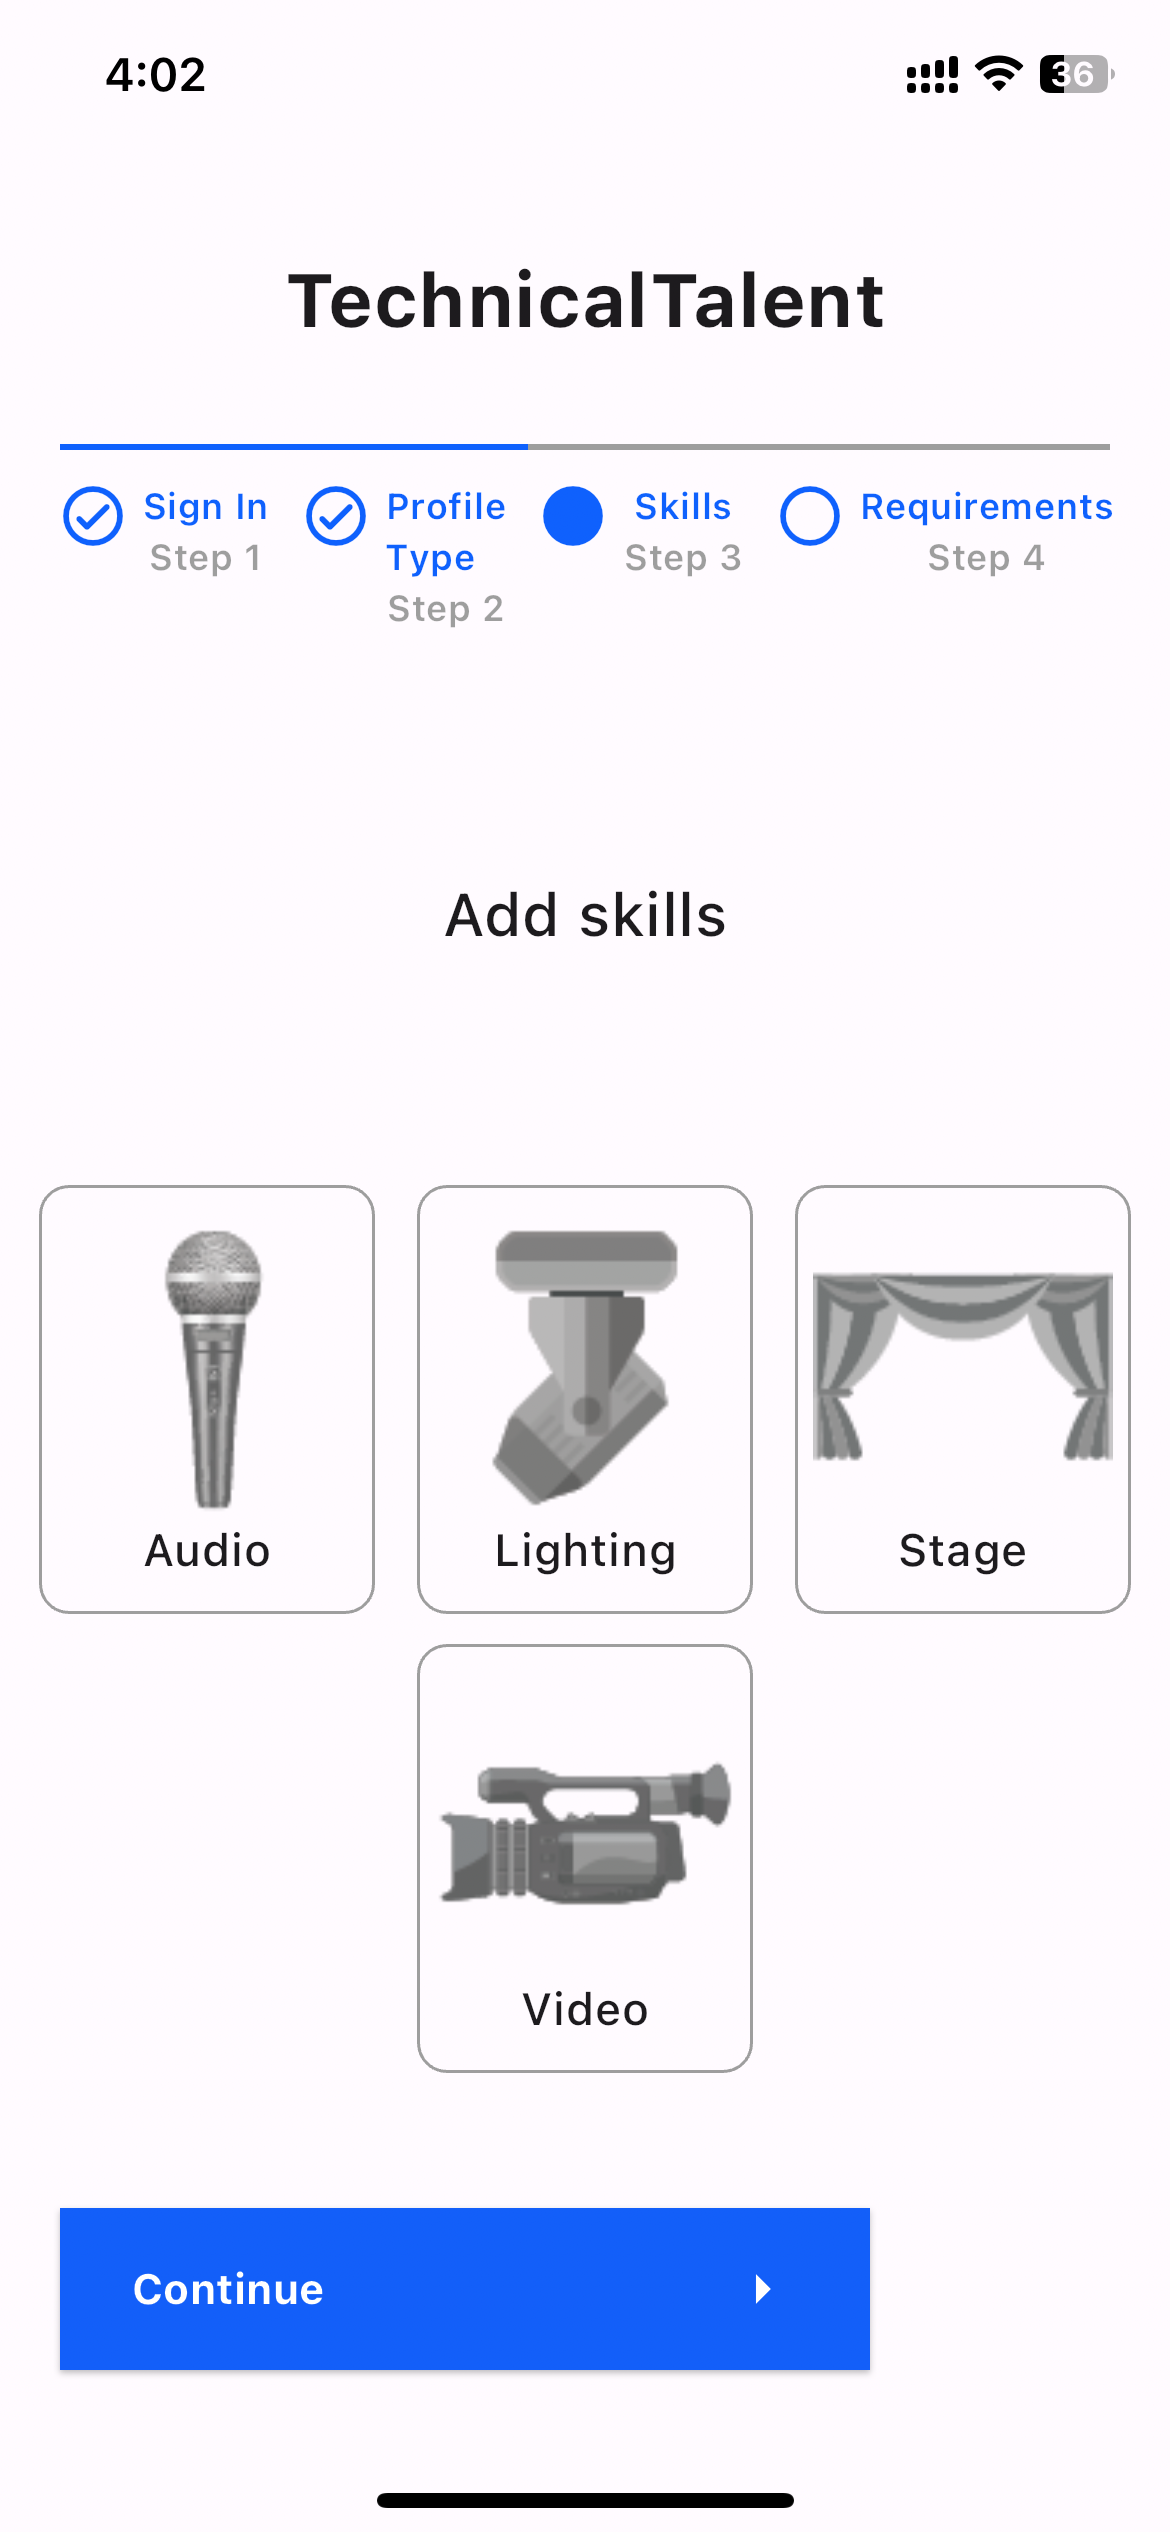 4:02
36
TechnicalTalent
Sign In
Step 1
Profile
Type
Step 2
Skills
Step 3
Requirements
Step 4
Add skills
Audio
Lighting
Stage
Video
Continue